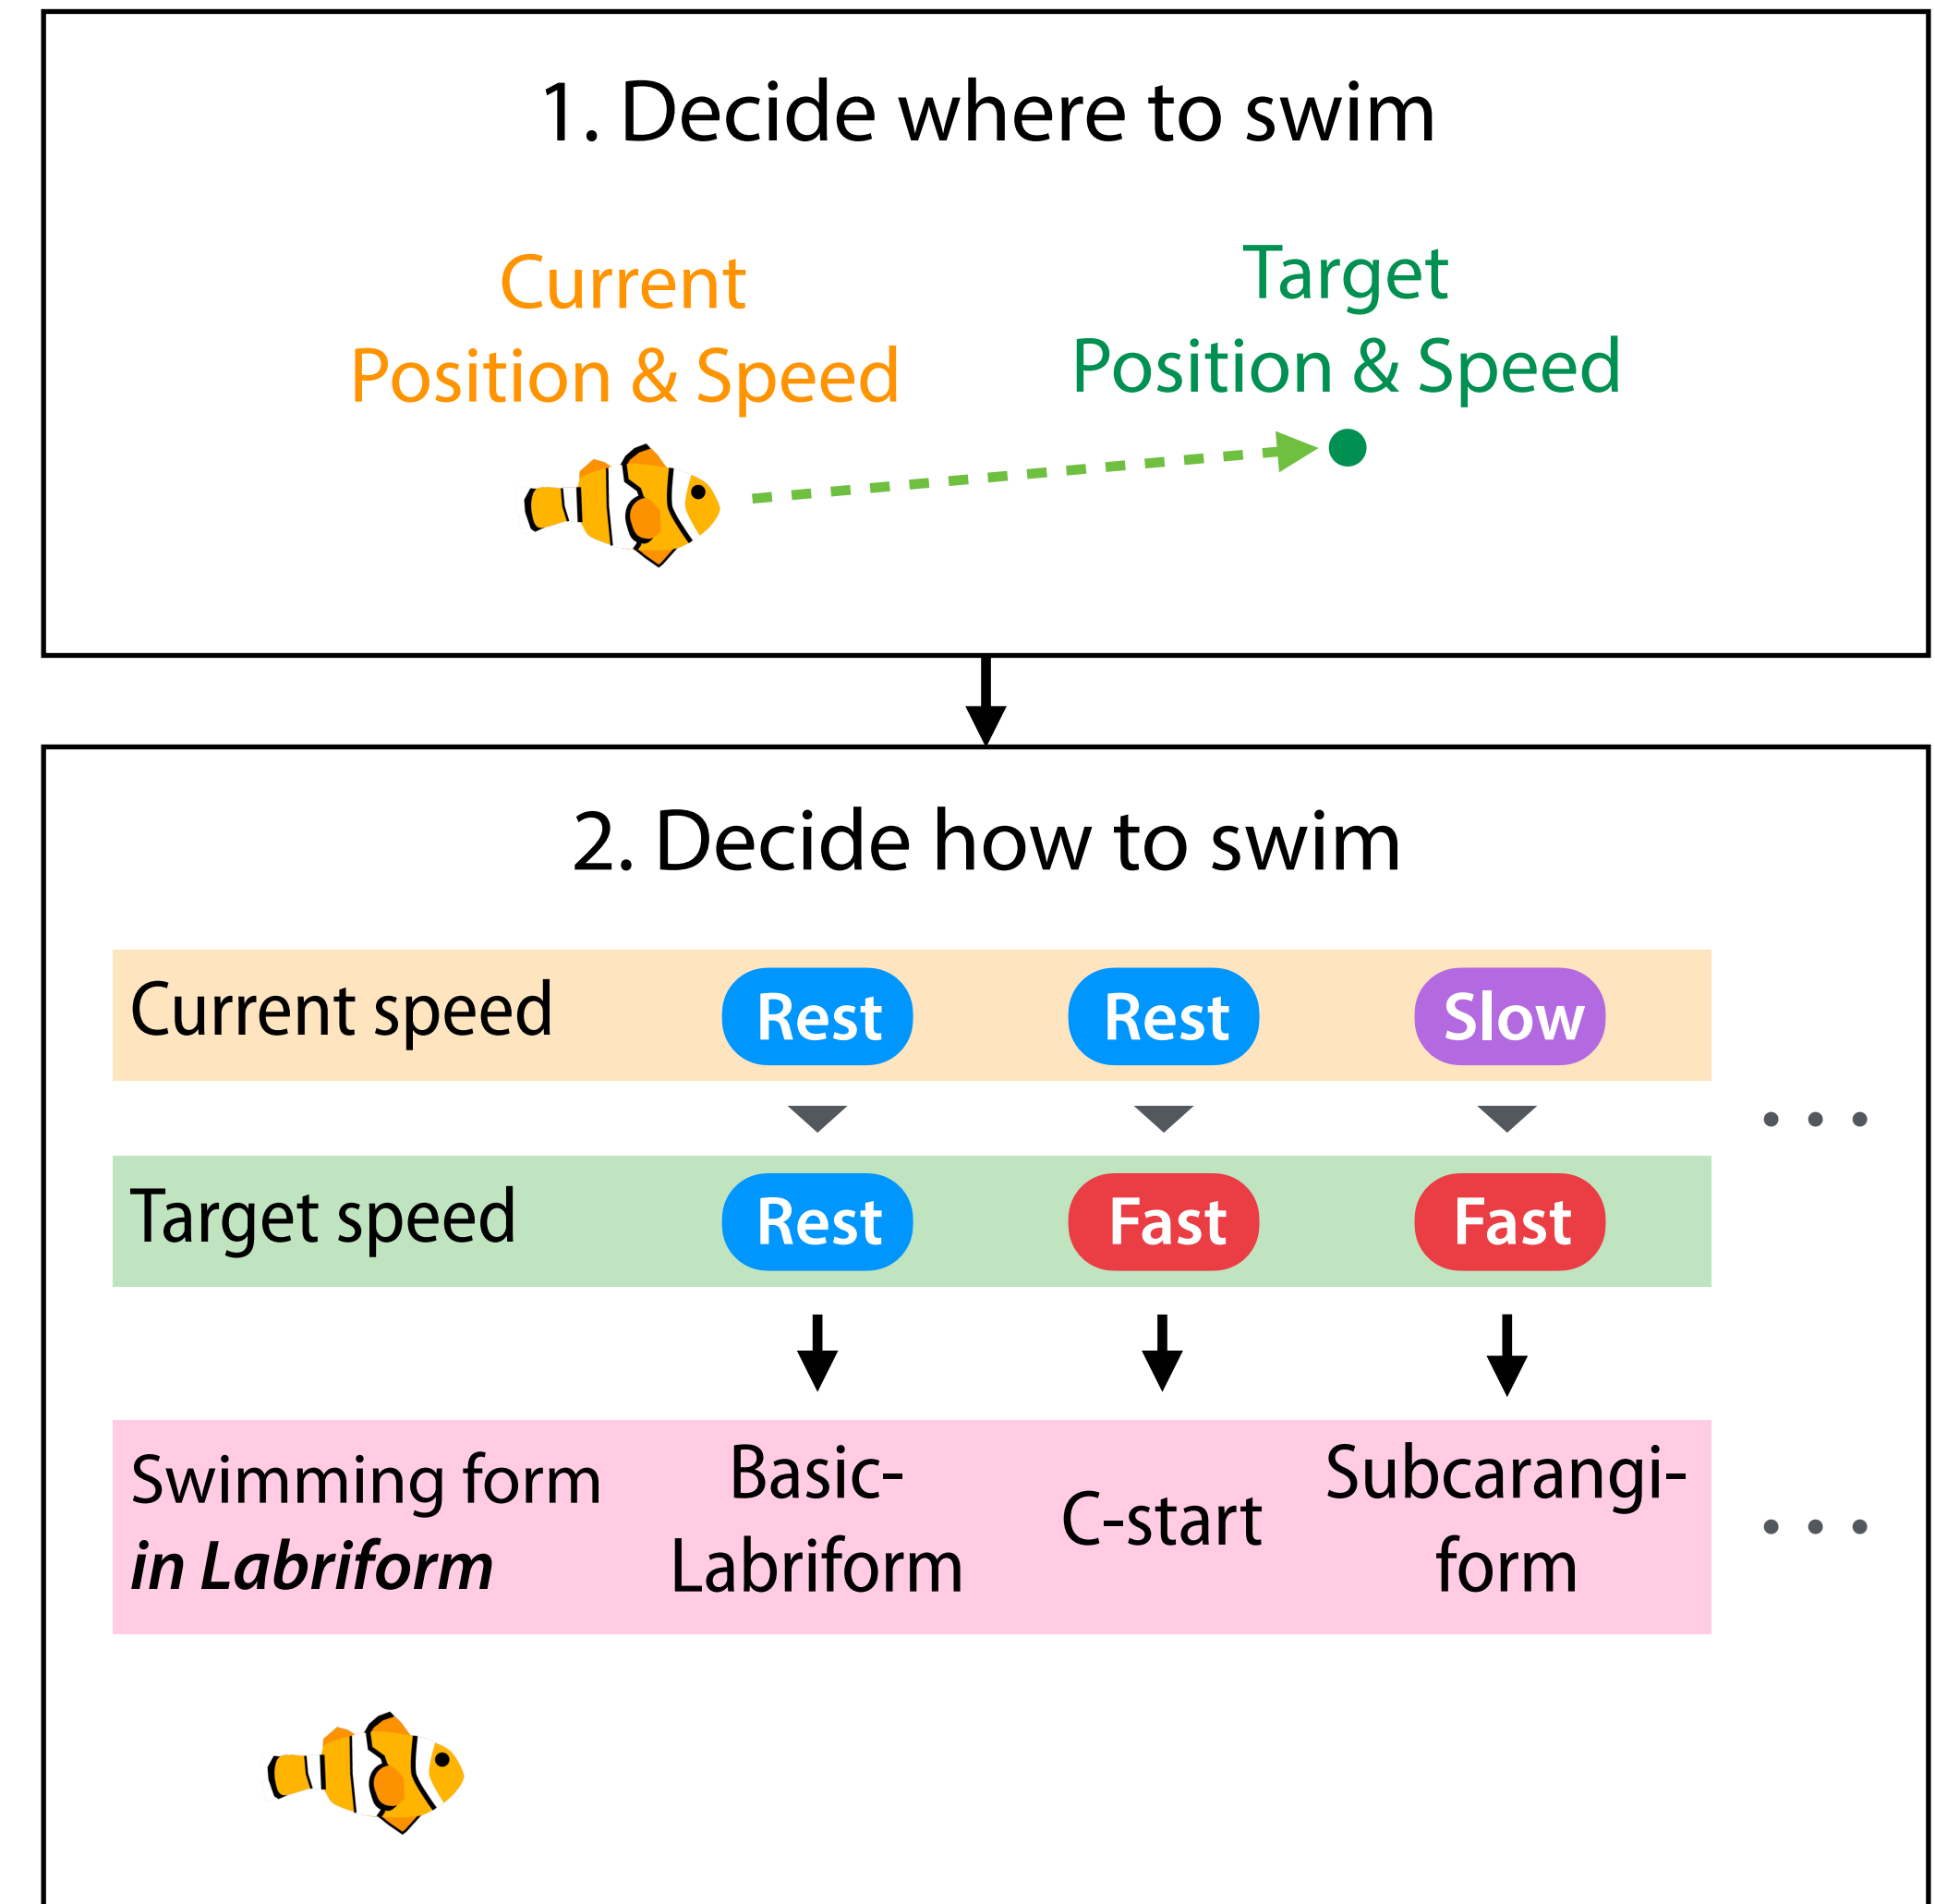 1. Decide where to swim
Current
Position & Speed
Target
Position & Speed
2. Decide how to swim
Current speed Rest Rest Slow
Target speed Rest Fast Fast
Swimming form
in Labriform
Basic-
Labriform
C-start
Subcarangi-
form